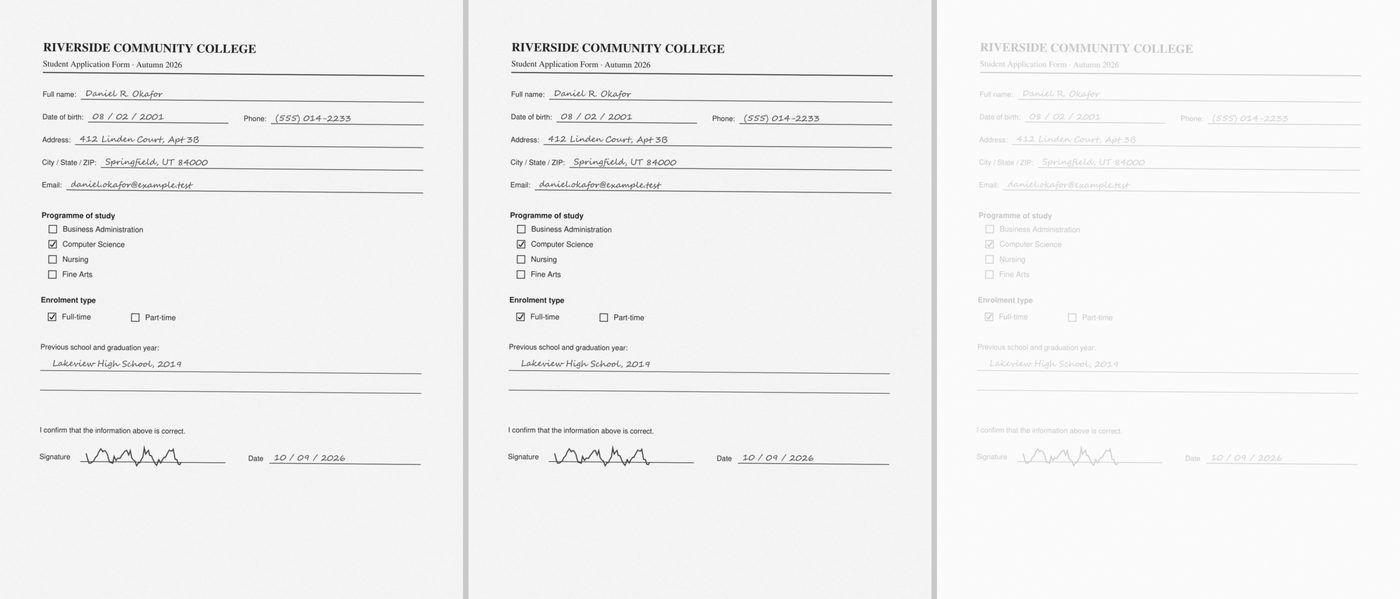 RIVERSIDE COMMUNITY COLLEGE
Student Application Form · Autumn 2026
Full name: Daniel R. Okafor
Date of birth: 08 / 02 / 2001 Phone: (555) 014-2233
Address: 412 Linden Court, Apt 3B
City / State / ZIP: Springfield, UT 84000
Email: daniel.okafor@example.test
Programme of study
Business Administration
Computer Science
Nursing
Fine Arts
Enrolment type
Full-time Part-time
Previous school and graduation year:
Lakeview High School, 2019
I confirm that the information above is correct.
Signature Date 10 / 09 / 2026
RIVERSIDE COMMUNITY COLLEGE
Student Application Form · Autumn 2026
Full name: Daniel R. Okafor
Date of birth: 08 / 02 / 2001 Phone: (555) 014-2233
Address: 412 Linden Court, Apt 3B
City / State / ZIP: Springfield, UT 84000
Email: daniel.okafor@example.test
Programme of study
Business Administration
Computer Science
Nursing
Fine Arts
Enrolment type
Full-time Part-time
Previous school and graduation year:
Lakeview High School, 2019
I confirm that the information above is correct.
Signature Date 10 / 09 / 2026
RIVERSIDE COMMUNITY COLLEGE
Student Application Form · Autumn 2026
Full name: Daniel R. Okafor
Date of birth: 08 / 02 / 2001 Phone: (555) 014-2233
Address: 412 Linden Court, Apt 3B
City / State / ZIP: Springfield, UT 84000
Email: daniel.okafor@example.test
Programme of study
Business Administration
Computer Science
Nursing
Fine Arts
Enrolment type
Full-time Part-time
Previous school and graduation year:
Lakeview High School, 2019
I confirm that the information above is correct.
Signature Date 10 / 09 / 2026